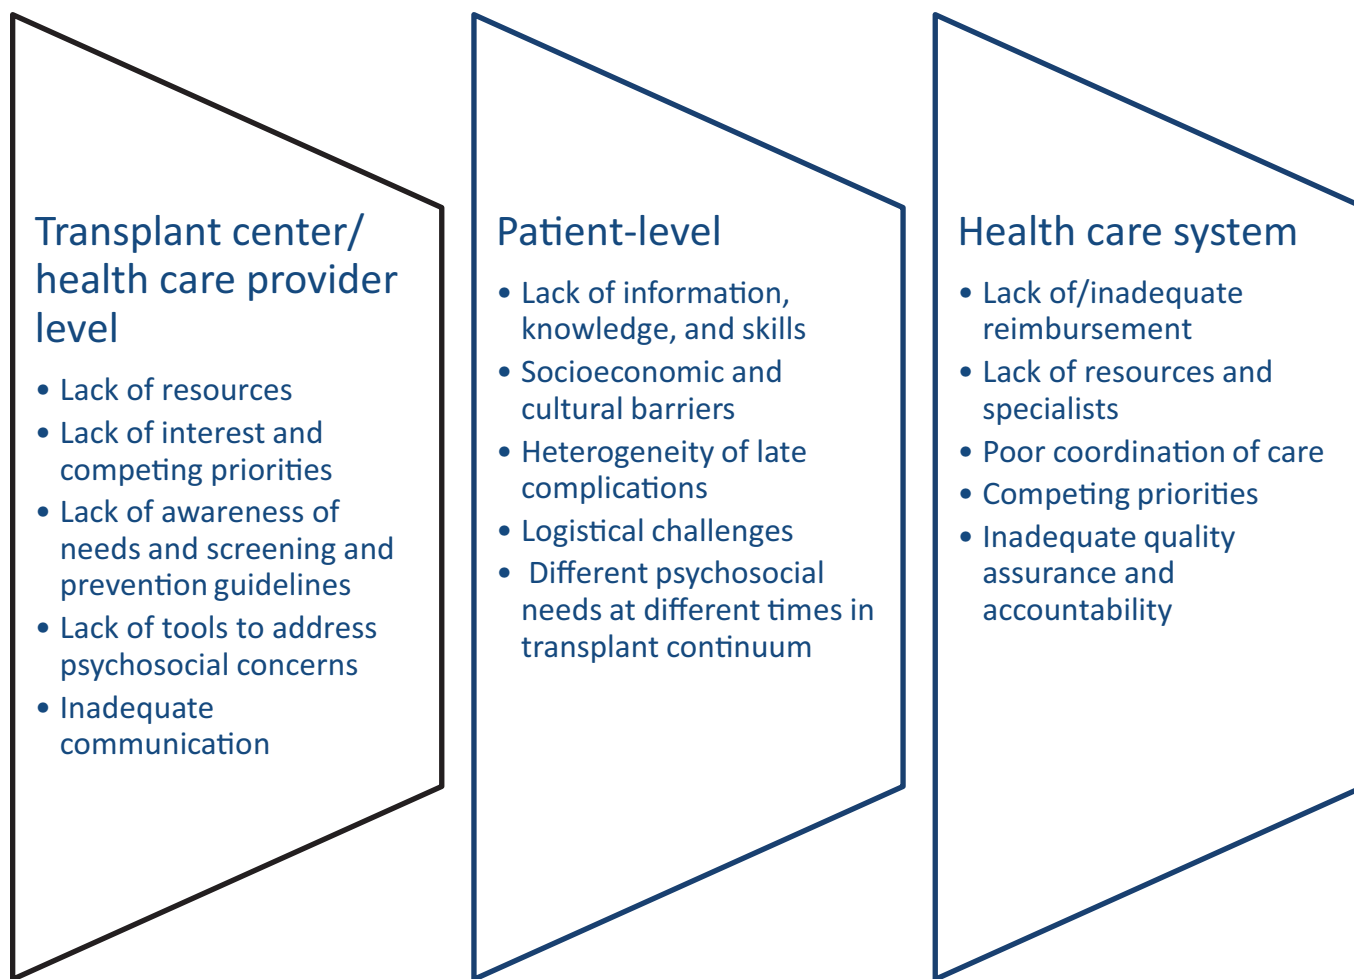 Transplant center/
health care provider
level
• Lack of resources
• Lack of interest and
competing priorities
• Lack of awareness of
needs and screening and
prevention guidelines
• Lack of tools to address
psychosocial concerns
• Inadequate
communication
Patient-level
• Lack of information,
knowledge, and skills
• Socioeconomic and
cultural barriers
• Heterogeneity of late
complications
• Logistical challenges
• Different psychosocial
needs at different times in
transplant continuum
Health care system
• Lack of/inadequate
reimbursement
• Lack of resources and
specialists
• Poor coordination of care
• Competing priorities
• Inadequate quality
assurance and
accountability